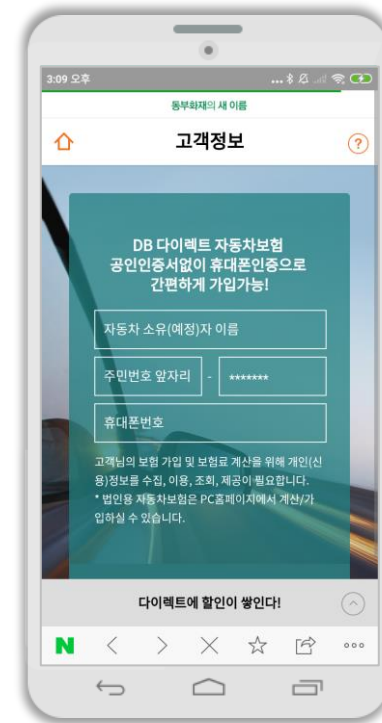 3:09 오후
동부화재의 새 이름
고객정보
?
DB 다이렉트 자동차보험
공인인증서없이 휴대폰인증으로
간편하게 가입가능!
자동차 소유(예정)자 이름
주민번호 앞자리 - *******
휴대폰번호
고객님의 보험 가입 및 보험료 계산을 위해 개인(신
용)정보를 수집, 이용, 조회, 제공이 필요합니다.
* 법인용 자동차보험은 PC홈페이지에서 계산/가
입하실 수 있습니다.
다이렉트에 할인이 쌓인다!
N